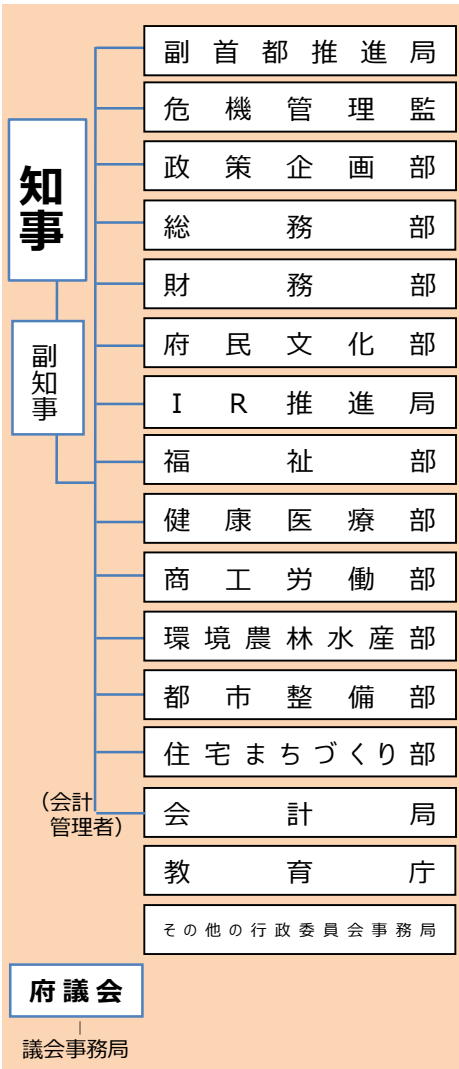 知事
副知事
副首都推進局
危機管理監
政策企画部
総務部
財務部
府民文化部
IR推進局
福祉部
健康医療部
商工労働部
環境農林水産部
都市整備部
住宅まちづくり部
（会計
管理者）
会計局
教育庁
その他の行政委員会事務局
府議会
議会事務局